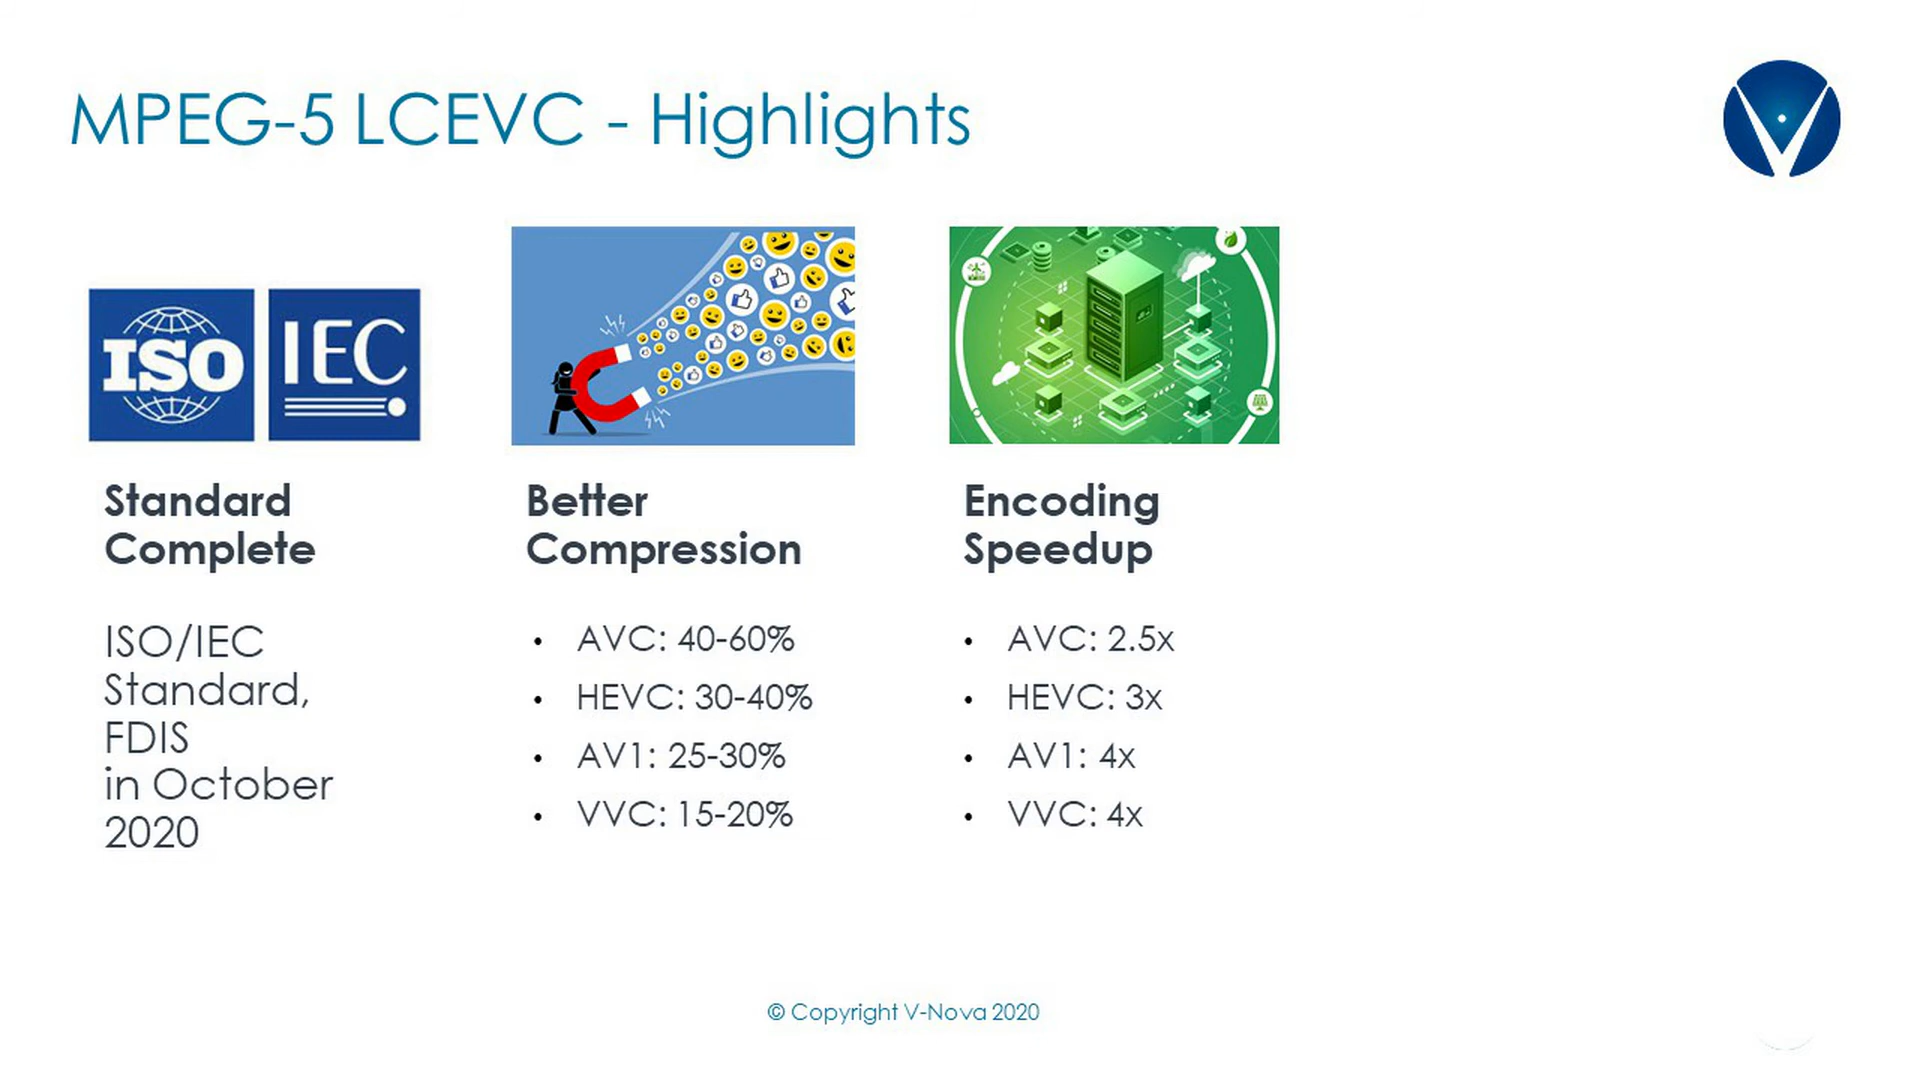 MPEG-5 LCEVC - Highlights
ISO
IEC
Standard
Complete
ISO/IEC
Standard,
FDIS
in October
2020
Better
Compression
• AVC: 40-60%
• HEVC: 30-40%
• AV1: 25-30%
• VVC: 15-20%
Encoding
Speedup
• AVC: 2.5x
• HEVC: 3x
• AV1: 4x
• VVC: 4x
© Copyright V-Nova 2020